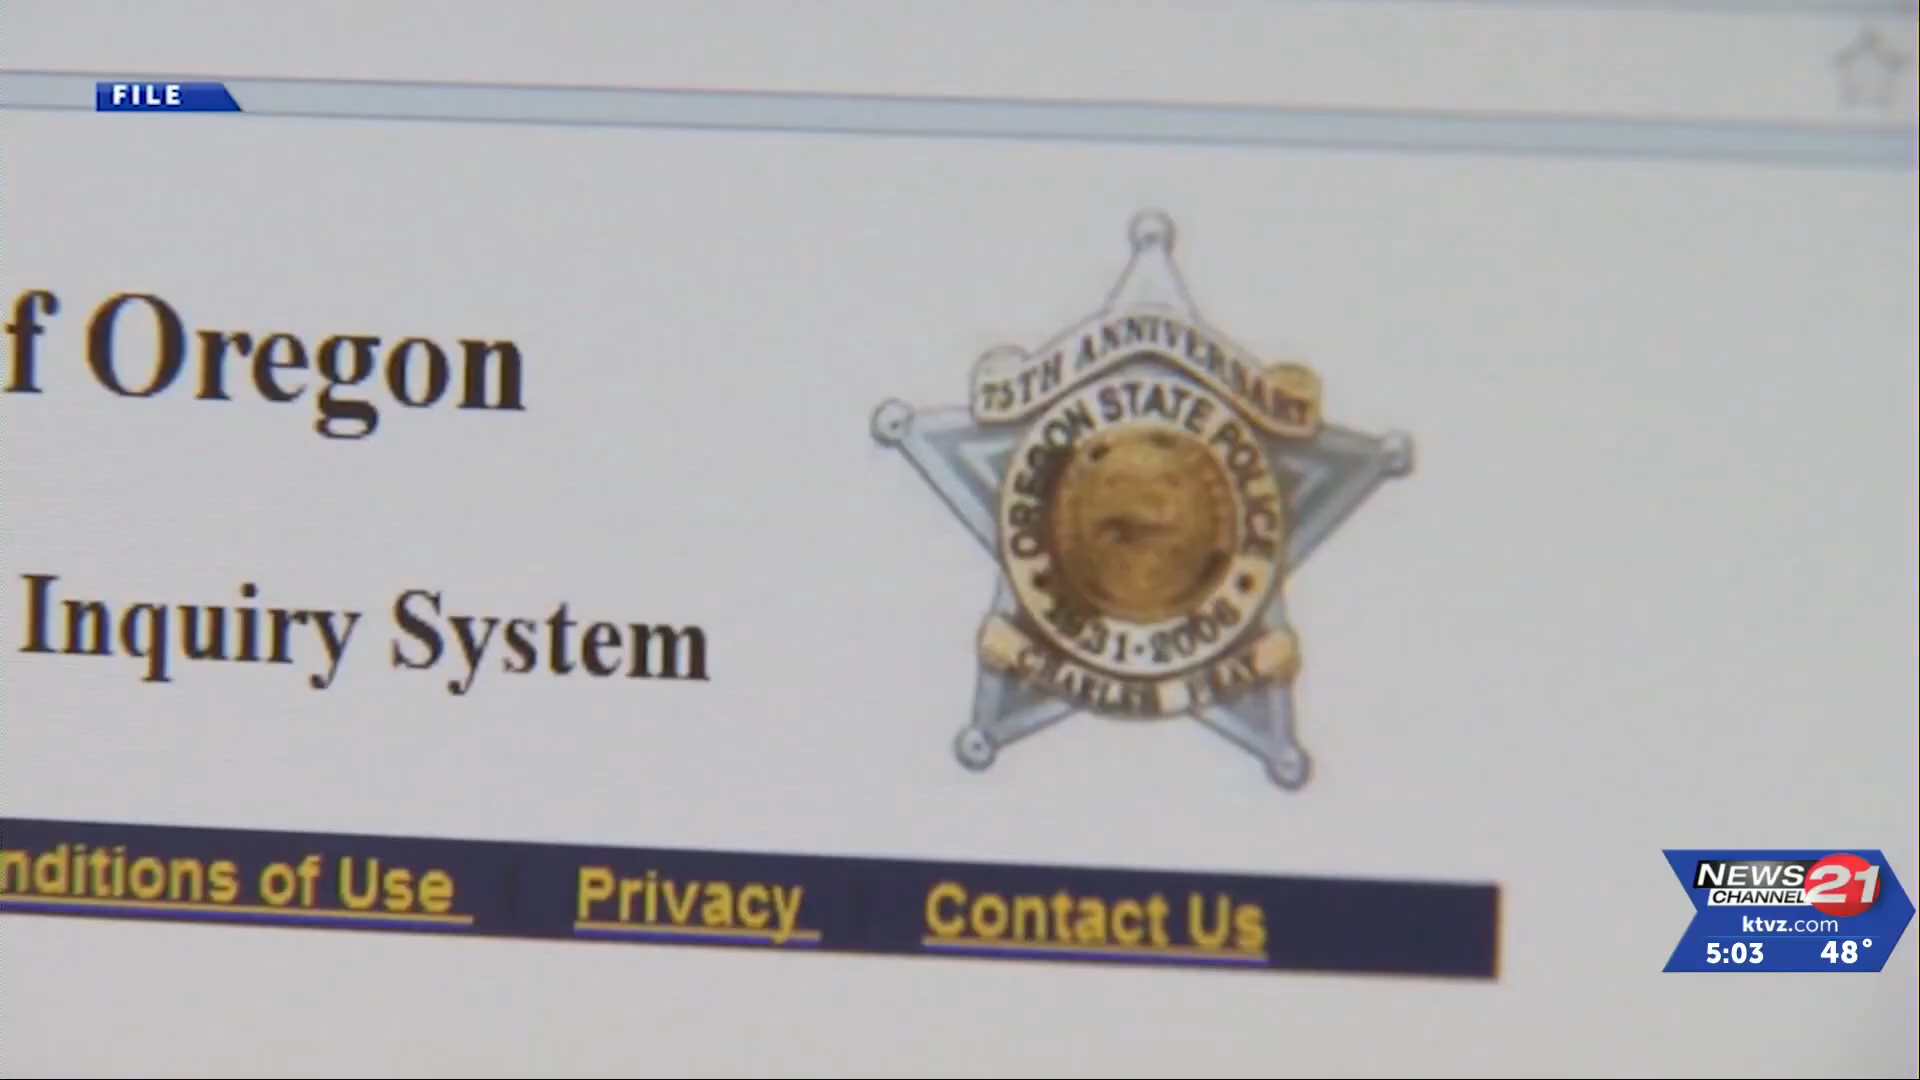 FILE
f Oregon
Inquiry System
75TH ANNIVERSARY
OREGON STATE POLICE
1931-2006
CHARLES
nditions of Use
Privacy
Contact Us
NEWS
CHANNEL 21
ktvz.com
5:03 48°